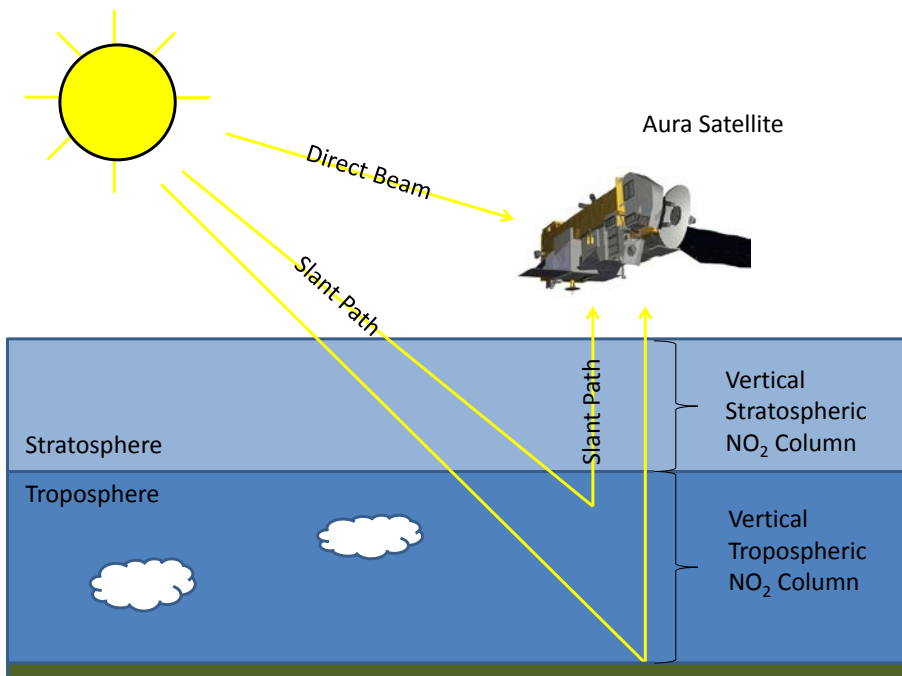 Aura Satellite
Direct Beam
Slant Path
Slant Path
Vertical
Stratospheric
NO₂ Column
Stratosphere
Troposphere
Vertical
Tropospheric
NO₂ Column